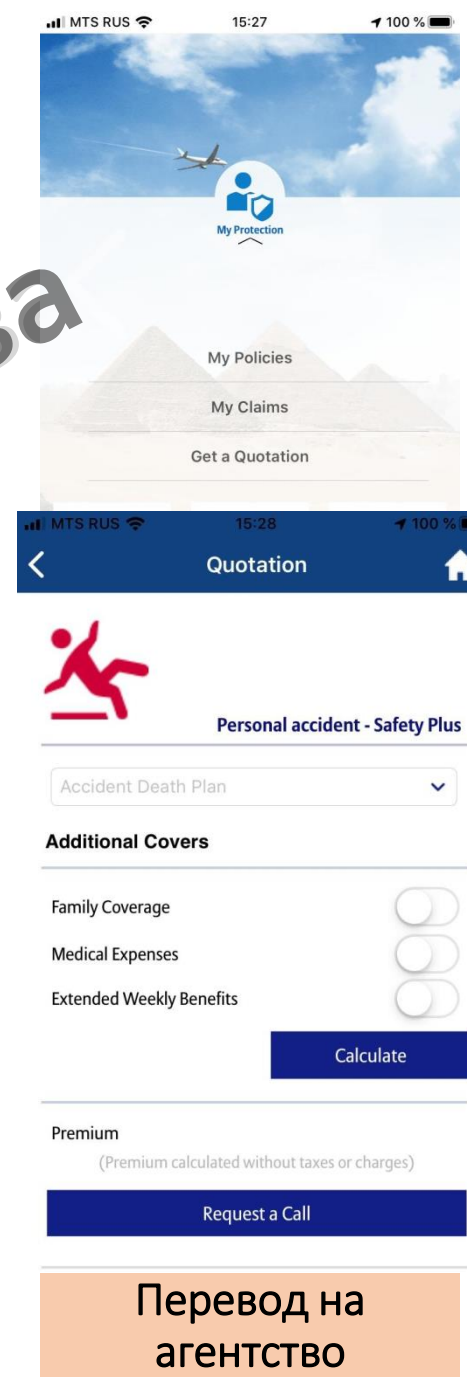 MTS RUS 15:27 100 %
My Protection
за
My Policies
My Claims
Get a Quotation
MTS RUS 15:28 100 %
Quotation
Personal accident - Safety Plus
Accident Death Plan
Additional Covers
Family Coverage
Medical Expenses
Extended Weekly Benefits
Calculate
Premium
(Premium calculated without taxes or charges)
Request a Call
Перевод на
агентство